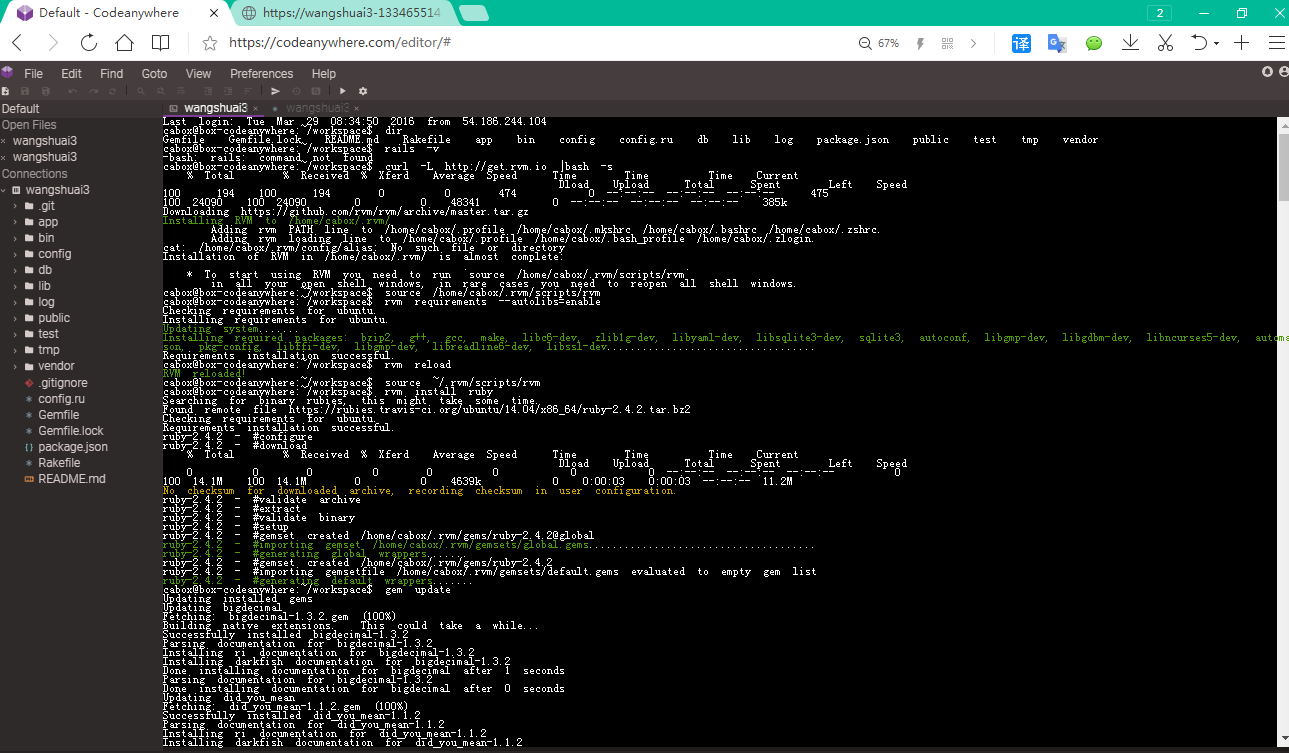 Default - Codeanywhere
https://wangshuai3-133465514
2
https://codeanywhere.com/editor/#
67%
译
File Edit Find Goto View Preferences Help
Default
Open Files
wangshuai3
wangshuai3
Connections
wangshuai3
.git
app
bin
config
db
lib
log
public
test
tmp
vendor
.gitignore
config.ru
Gemfile
Gemfile.lock
package.json
Rakefile
README.md
wangshuai3 ×
wangshuai3 ×
Last login: Tue Mar 29 08:34:50 2016 from 54.186.244.104
cabox@box-codeanywhere:~/workspace$ dir
Gemfile Gemfile.lock README.md Rakefile app bin config config.ru db lib log package.json public test tmp vendor
cabox@box-codeanywhere:~/workspace$ rails -v
-bash: rails: command not found
cabox@box-codeanywhere:~/workspace$ curl -L http://get.rvm.io |bash -s
% Total % Received % Xferd Average Speed Time Time Time Current
Dload Upload Total Spent Left Speed
100 194 100 194 0 0 474 0 --:--:-- --:--:-- --:--:-- 475
100 24090 100 24090 0 0 48341 0 --:--:-- --:--:-- --:--:-- 385k
Downloading https://github.com/rvm/rvm/archive/master.tar.gz
Installing RVM to /home/cabox/.rvm/
Adding rvm PATH line to /home/cabox/.profile /home/cabox/.mkshrc /home/cabox/.bashrc /home/cabox/.zshrc.
Adding rvm loading line to /home/cabox/.profile /home/cabox/.bash_profile /home/cabox/.zlogin.
cat: /home/cabox/.rvm/config/alias: No such file or directory
Installation of RVM in /home/cabox/.rvm/ is almost complete:
* To start using RVM you need to run `source /home/cabox/.rvm/scripts/rvm`
in all your open shell windows, in rare cases you need to reopen all shell windows.
cabox@box-codeanywhere:~/workspace$ source /home/cabox/.rvm/scripts/rvm
cabox@box-codeanywhere:~/workspace$ rvm requirements --autolibs=enable
Checking requirements for ubuntu.
Installing requirements for ubuntu.
Updating system.......
Installing required packages: bzip2, g++, gcc, make, libc6-dev, zlib1g-dev, libyaml-dev, libsqlite3-dev, sqlite3, autoconf, libgmp-dev, libgdbm-dev, libncurses5-dev, automa
son, pkg-config, libffi-dev, libgmp-dev, libreadline6-dev, libssl-dev..................................
Requirements installation successful.
cabox@box-codeanywhere:~/workspace$ rvm reload
RVM reloaded!
cabox@box-codeanywhere:~/workspace$ source ~/.rvm/scripts/rvm
cabox@box-codeanywhere:~/workspace$ rvm install ruby
Searching for binary rubies, this might take some time.
Found remote file https://rubies.travis-ci.org/ubuntu/14.04/x86_64/ruby-2.4.2.tar.bz2
Checking requirements for ubuntu.
Requirements installation successful.
ruby-2.4.2 - #configure
ruby-2.4.2 - #download
% Total % Received % Xferd Average Speed Time Time Time Current
Dload Upload Total Spent Left Speed
0 0 0 0 0 0 0 0 --:--:-- --:--:-- --:--:-- 0
100 14.1M 100 14.1M 0 0 4639k 0 0:00:03 0:00:03 --:--:-- 11.2M
No checksum for downloaded archive, recording checksum in user configuration.
ruby-2.4.2 - #validate archive
ruby-2.4.2 - #extract
ruby-2.4.2 - #validate binary
ruby-2.4.2 - #setup
ruby-2.4.2 - #gemset created /home/cabox/.rvm/gems/ruby-2.4.2@global
ruby-2.4.2 - #importing gemset /home/cabox/.rvm/gemsets/global.gems......................................
ruby-2.4.2 - #generating global wrappers.......
ruby-2.4.2 - #gemset created /home/cabox/.rvm/gems/ruby-2.4.2
ruby-2.4.2 - #importing gemsetfile /home/cabox/.rvm/gemsets/default.gems evaluated to empty gem list
ruby-2.4.2 - #generating default wrappers.......
cabox@box-codeanywhere:~/workspace$ gem update
Updating installed gems
Updating bigdecimal
Fetching: bigdecimal-1.3.2.gem (100%)
Building native extensions. This could take a while...
Successfully installed bigdecimal-1.3.2
Parsing documentation for bigdecimal-1.3.2
Installing ri documentation for bigdecimal-1.3.2
Installing darkfish documentation for bigdecimal-1.3.2
Done installing documentation for bigdecimal after 1 seconds
Parsing documentation for bigdecimal-1.3.2
Done installing documentation for bigdecimal after 0 seconds
Updating did_you_mean
Fetching: did_you_mean-1.1.2.gem (100%)
Successfully installed did_you_mean-1.1.2
Parsing documentation for did_you_mean-1.1.2
Installing ri documentation for did_you_mean-1.1.2
Installing darkfish documentation for did_you_mean-1.1.2